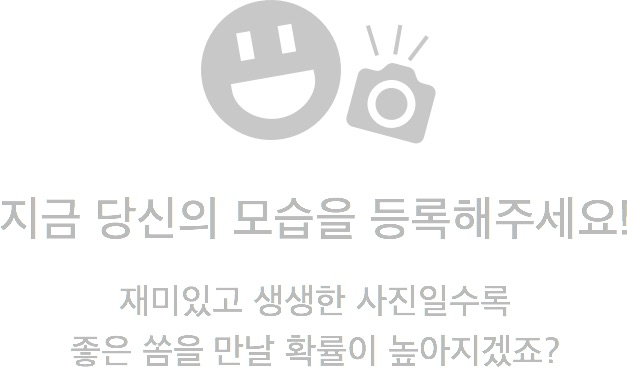 지금 당신의 모습을 등록해주세요!
재미있고 생생한 사진일수록
좋은 쏨을 만날 확률이 높아지겠죠?